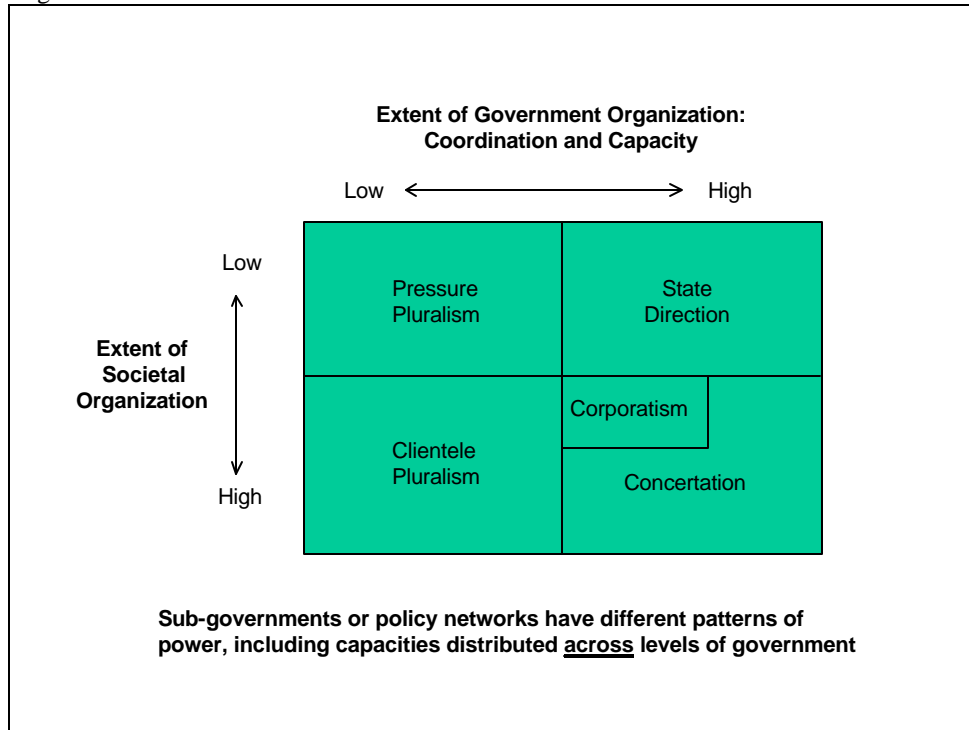 Extent of Government Organization:
Coordination and Capacity
Low
High
Low
Pressure
Pluralism
State
Direction
Extent of
Societal
Organization
Corporatism
Clientele
Pluralism
Concertation
High
Sub-governments or policy networks have different patterns of
power, including capacities distributed across levels of government